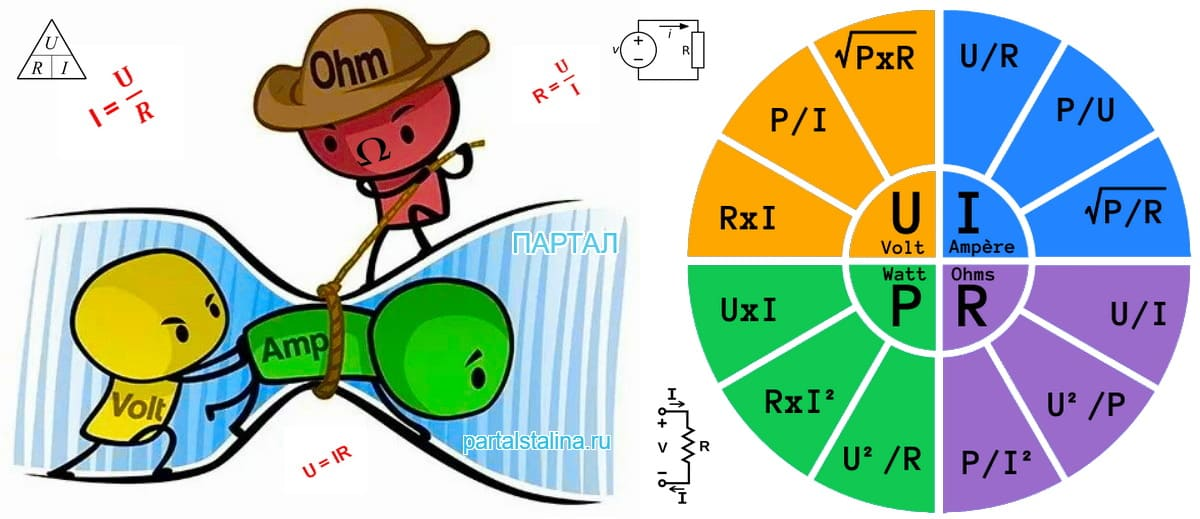 U
R I
I = U/R
Ohm
Ω
R = U/I
v
+
−
i
R
ПАРТАЛ
Amp
Volt
partalstalina.ru
U = IR
I
+
V
R
−
I
√PxR
P/I
RxI
U/R
P/U
√P/R
U
Volt
I
Ampère
Watt
P
Ohms
R
UxI
RxI²
U² /R
U/I
U² /P
P/I²